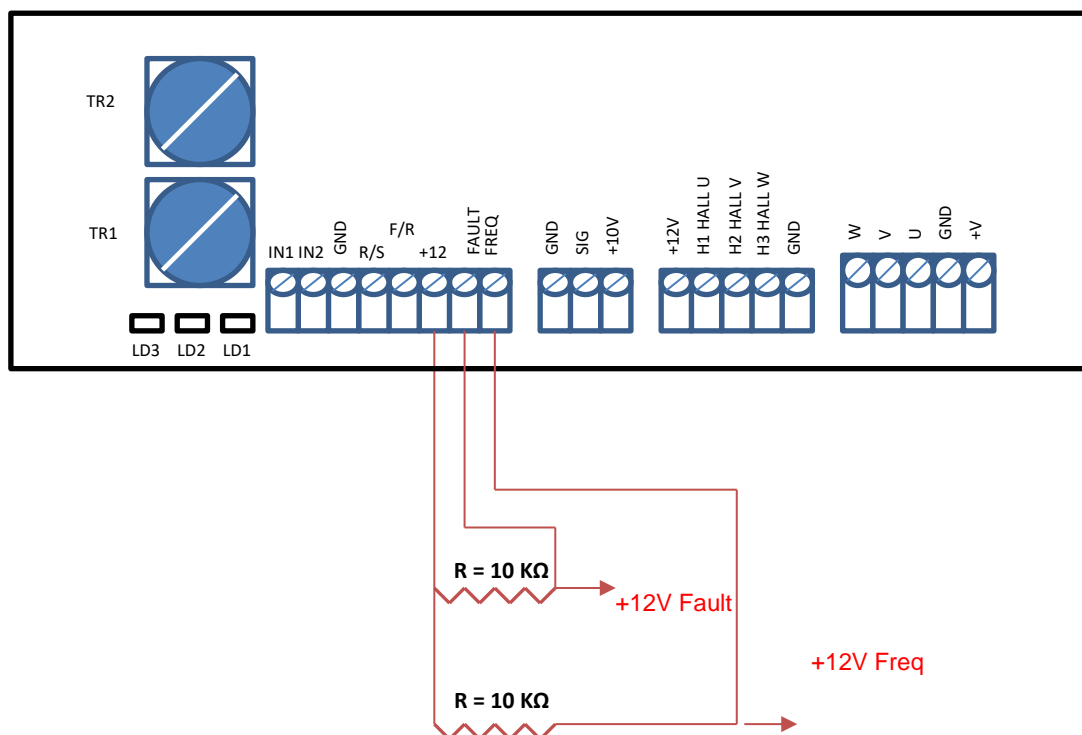 TR2
TR1
LD3 LD2 LD1
IN1 IN2 GND R/S F/R +12 FAULT FREQ
GND SIG +10V
+12V H1 HALL U H2 HALL V H3 HALL W GND
W V U GND +V
R = 10 KΩ
+12V Fault
+12V Freq
R = 10 KΩ